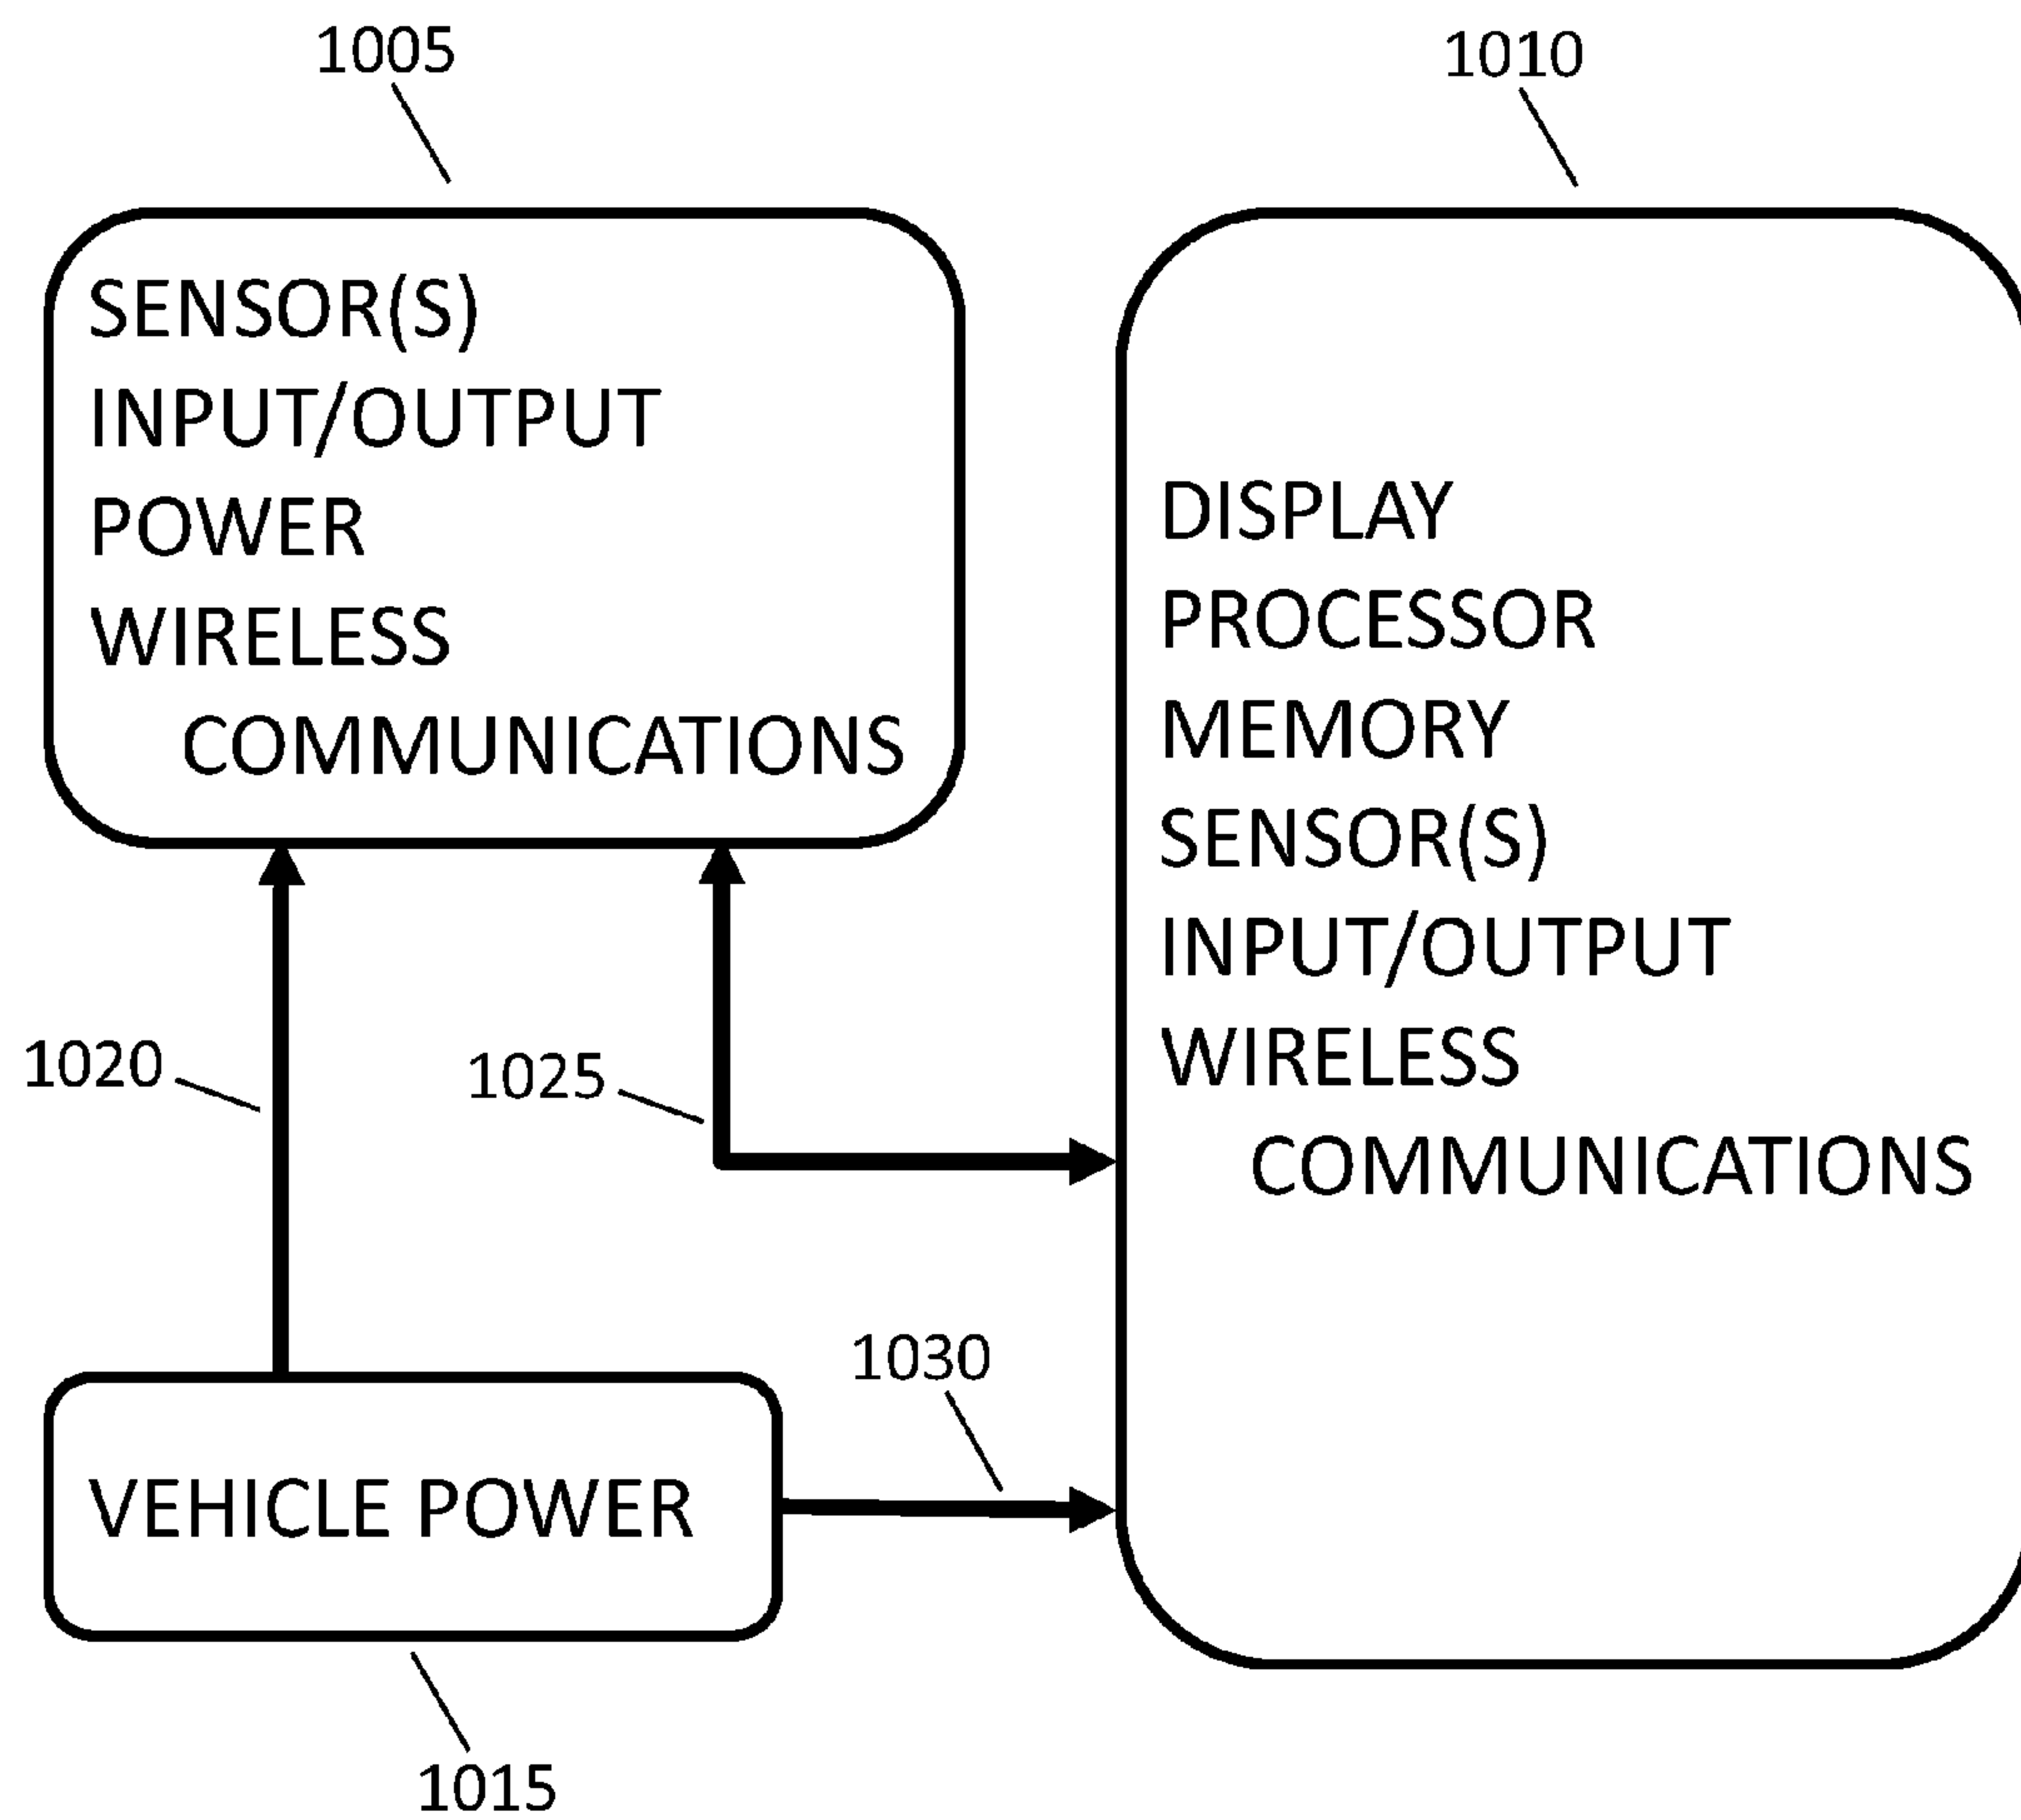 1005
SENSOR(S)
INPUT/OUTPUT
POWER
WIRELESS
COMMUNICATIONS
1010
DISPLAY
PROCESSOR
MEMORY
SENSOR(S)
INPUT/OUTPUT
WIRELESS
COMMUNICATIONS
1020
1025
1030
VEHICLE POWER
1015